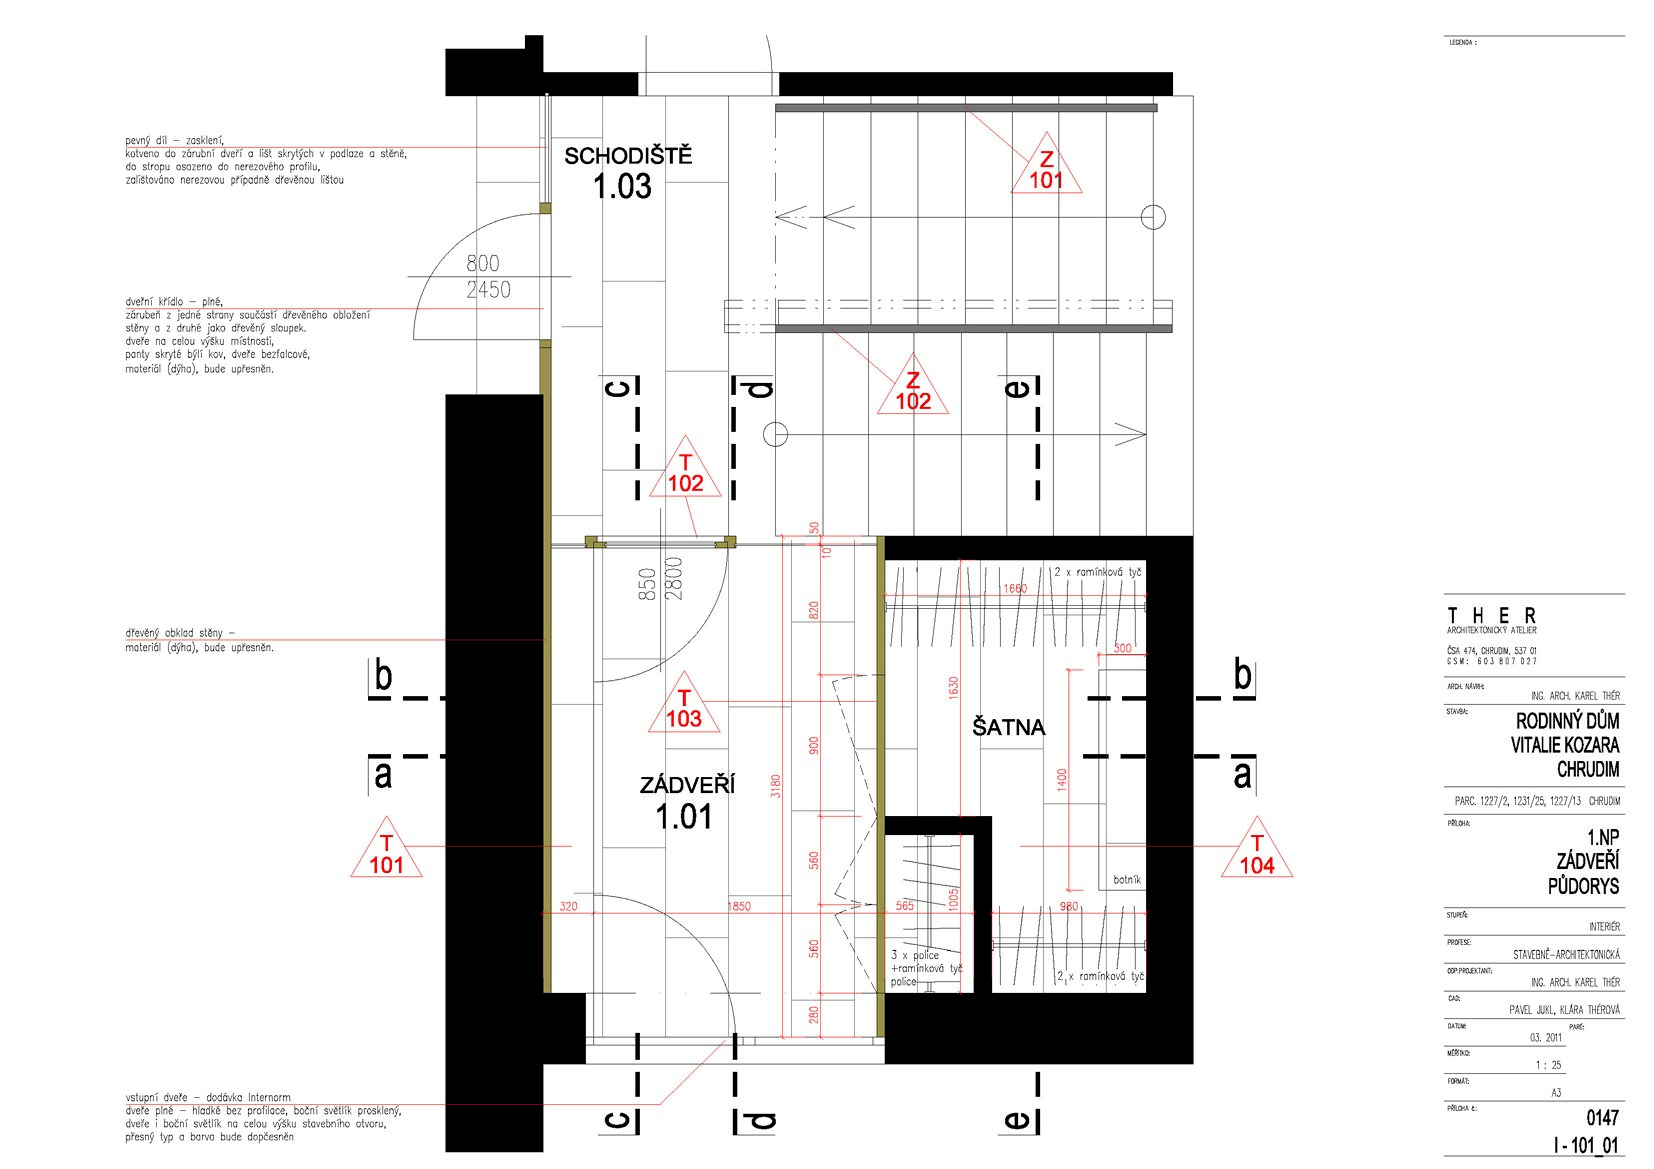 LEGENDA :
pevný díl – zasklení,
kotveno do zárubní dveří a lišt skrytých v podlaze a stěně,
do stropu osazeno do nerezového profilu,
zalištováno nerezovou případně dřevěnou lištou
SCHODIŠTĚ
1.03
Z
101
800
2450
dveřní křídlo – plné,
zárubeň z jedné strany součástí dřevěného obložení
stěny a z druhé jako dřevěný sloupek.
dveře na celou výšku místnosti,
panty skryté býlí kov, dveře bezfalcové,
materiál (dýha), bude upřesněn.
c
d
e
Z
102
T
102
50
10
850
2800
820
2 x ramínková tyč
1660
300
dřevěný obklad stěny –
materiál (dýha), bude upřesněn.
b
b
1630
T
103
ŠATNA
900
a
a
3180
1400
ZÁDVEŘÍ
1.01
T
101
T
104
560
botník
320
1850
565
1005
980
560
3 x police
+ramínková tyč
police
2 x ramínková tyč
280
vstupní dveře – dodávka Internorm
dveře plné – hladké bez profilace, boční světlík prosklený,
dveře i boční světlík na celou výšku stavebního otvoru,
přesný typ a barva bude dopčesněn
c
d
e
T H E R
ARCHITEKTONICKÝ ATELIER
ČSA 474, CHRUDIM, 537 01
GSM: 603 807 027
ARCH. NÁVRH:
ING. ARCH. KAREL THÉR
STAVBA:
RODINNÝ DŮM
VITALIE KOZARA
CHRUDIM
PARC. 1227/2, 1231/25, 1227/13 CHRUDIM
PŘÍLOHA:
1.NP
ZÁDVEŘÍ
PŮDORYS
STUPEŇ:
INTERIÉR
PROFESE:
STAVEBNĚ-ARCHITEKTONICKÁ
ODP.PROJEKTANT:
ING. ARCH. KAREL THÉR
CAD:
PAVEL JUKL, KLÁRA THÉROVÁ
DATUM:
PARÉ:
03. 2011
MĚŘÍTKO:
1 : 25
FORMÁT:
A3
PŘÍLOHA č.:
0147
I - 101_01